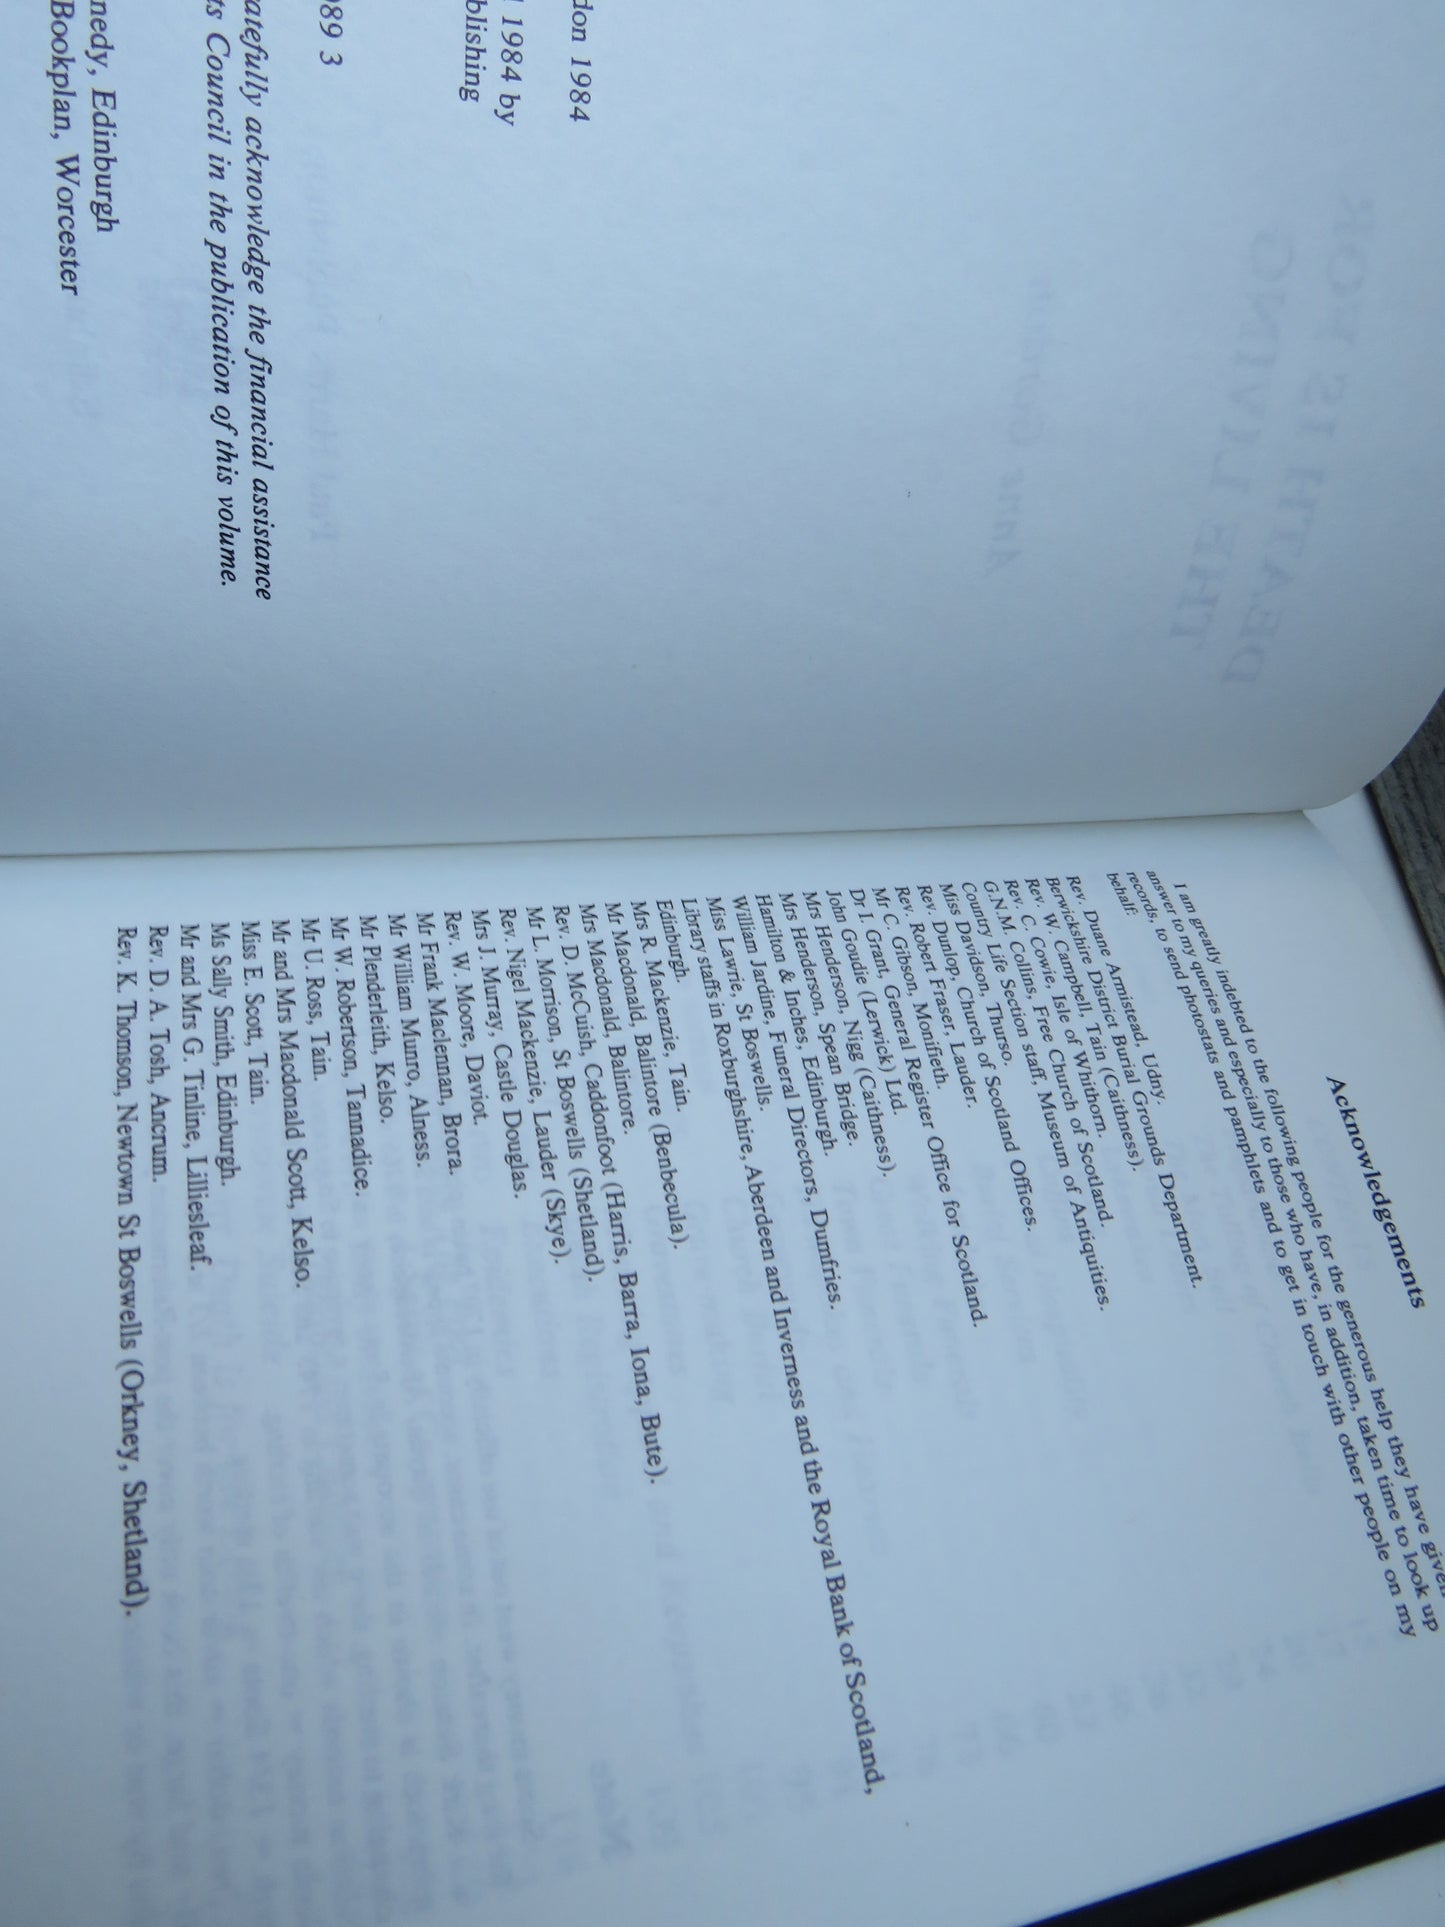 don 1984
1984 by
blishing
989 3
atefully acknowledge the financial assistance
ts Council in the publication of this volume.
nedy, Edinburgh
Bookplan, Worcester
Acknowledgements
I am greatly indebted to the following people for the generous help they have given
answer to my queries and especially to those who have, in addition, taken time to look up
records, to send photostats and pamphlets and to get in touch with other people on my
behalf:
Rev. Duane Armistead, Udny.
Berwickshire District Burial Grounds Department.
Rev. W. Campbell, Tain (Caithness).
Rev. C. Cowie, Isle of Whithorn.
G.N.M. Collins, Free Church of Scotland.
Country Life Section staff, Museum of Antiquities.
Miss Davidson, Thurso.
Rev. Dunlop, Church of Scotland Offices.
Rev. Robert Fraser, Lauder.
Mr C. Gibson, Monifieth.
Dr I. Grant, General Register Office for Scotland.
John Goudie (Lerwick) Ltd.
Mrs Henderson, Nigg (Caithness).
Mrs Henderson, Spean Bridge.
Hamilton & Inches, Edinburgh.
William Jardine, Funeral Directors, Dumfries.
Miss Lawrie, St Boswells.
Library staffs in Roxburghshire, Aberdeen and Inverness and the Royal Bank of Scotland,
Edinburgh.
Mrs R. Mackenzie, Tain.
Mr Macdonald, Balintore (Benbecula).
Mrs Macdonald, Balintore.
Rev. D. McCuish, Caddonfoot (Harris, Barra, Iona, Bute).
Mr L. Morrison, St Boswells (Shetland).
Rev. Nigel Mackenzie, Lauder (Skye).
Mrs J. Murray, Castle Douglas.
Rev. W. Moore, Daviot.
Mr Frank Maclennan, Brora.
Mr William Munro, Alness.
Mr Plenderleith, Kelso.
Mr W. Robertson, Tannadice.
Mr U. Ross, Tain.
Mr and Mrs Macdonald Scott, Kelso.
Miss E. Scott, Tain.
Ms Sally Smith, Edinburgh.
Mr and Mrs G. Tinline, Lilliesleaf.
Rev. D. A. Tosh, Ancrum.
Rev. K. Thomson, Newtown St Boswells (Orkney, Shetland).